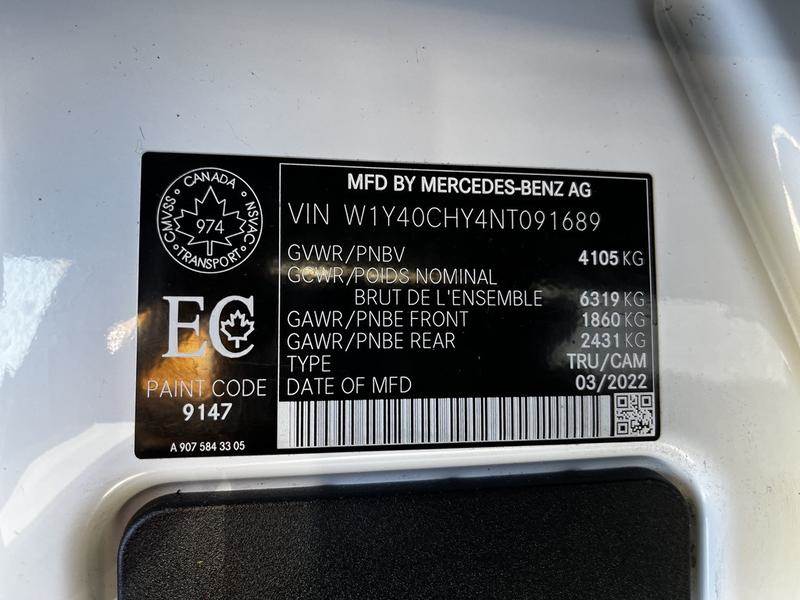 CANADA
CMVSS
974
NSVAC
TRANSPORT
EC
PAINT CODE
9147
A 907 584 33 05
MFD BY MERCEDES-BENZ AG
VIN W1Y40CHY4NT091689
GVWR/PNBV 4105 KG
GCWR/POIDS NOMINAL
BRUT DE L'ENSEMBLE 6319 KG
GAWR/PNBE FRONT 1860 KG
GAWR/PNBE REAR 2431 KG
TYPE TRU/CAM
DATE OF MFD 03/2022